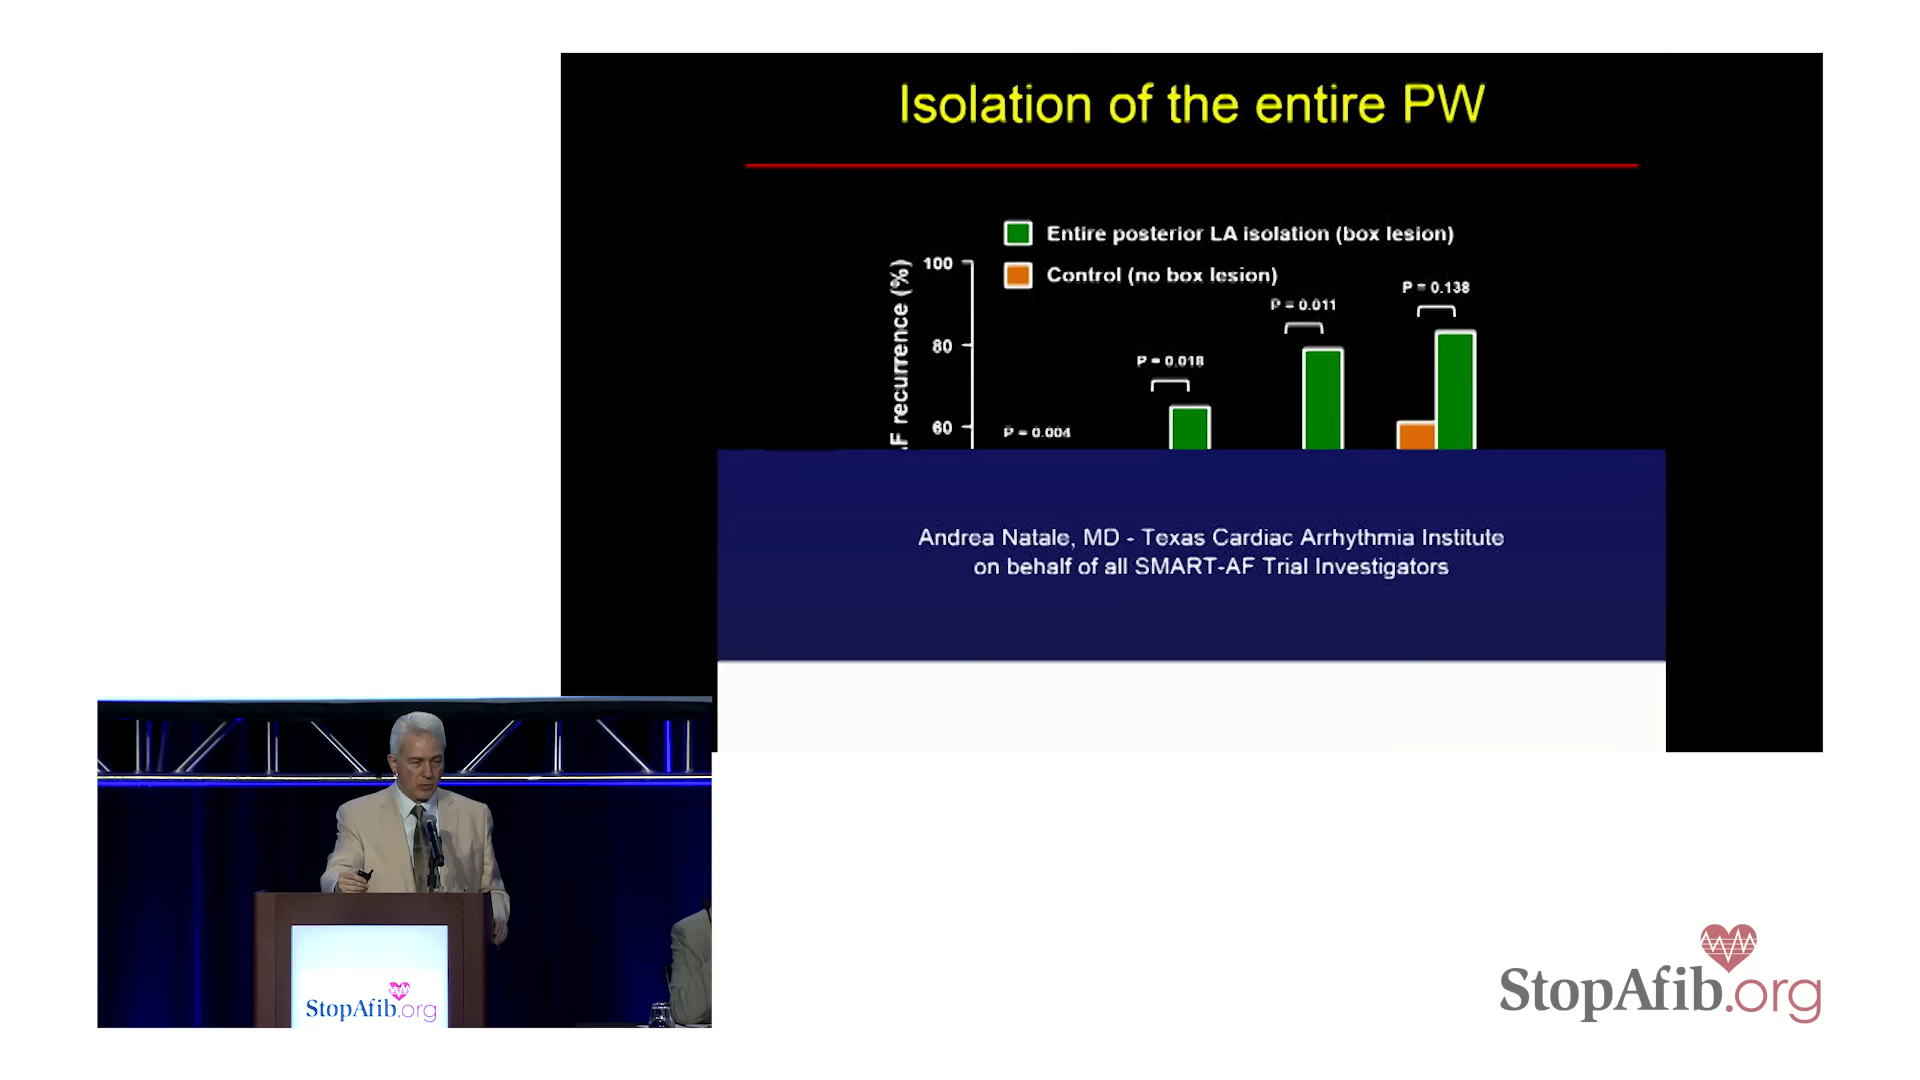 Isolation of the entire PW
Entire posterior LA isolation (box lesion)
Control (no box lesion)
100
80
60
F recurrence (%)
P = 0.004
P = 0.018
P = 0.011
P = 0.138
Andrea Natale, MD - Texas Cardiac Arrhythmia Institute
on behalf of all SMART-AF Trial Investigators
StopAfib.org
StopAfib.org